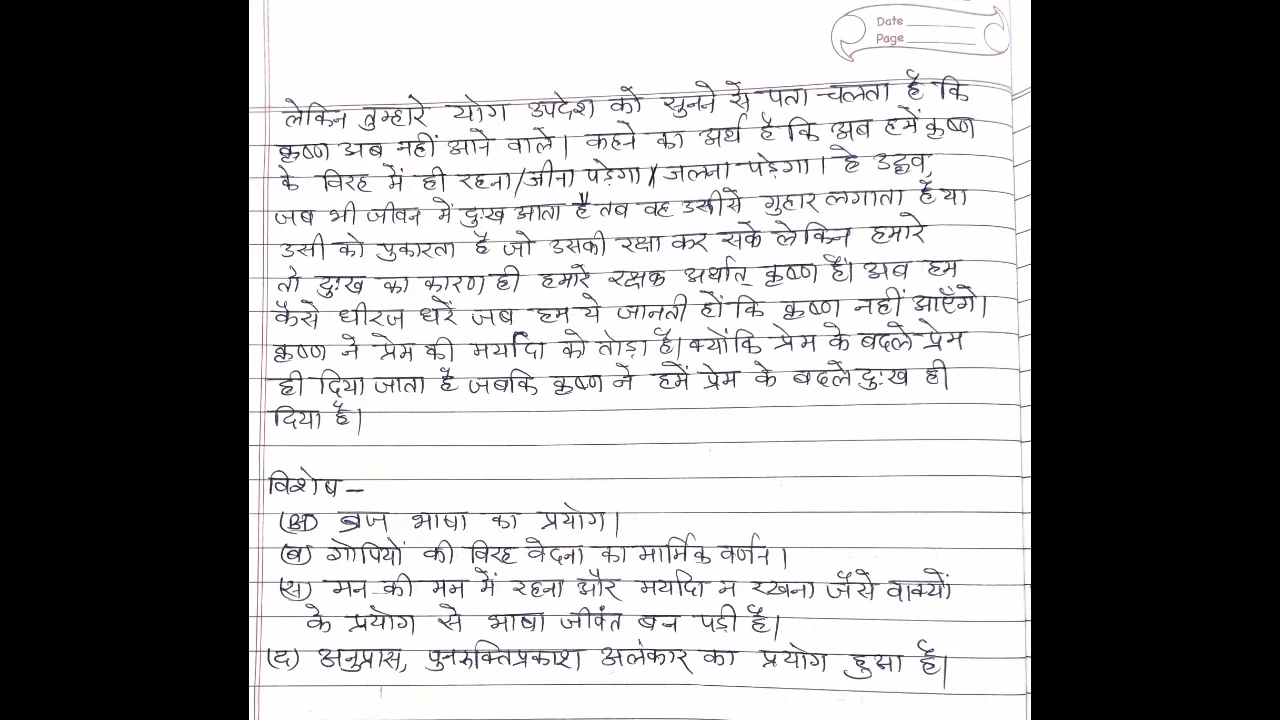 Date
Page
लेकिन तुम्हारे योग उपदेश को सुनने से पता चलता है कि
कृष्ण अब नहीं आने वाले। कहने का अर्थ है कि अब हमें कृष्ण
के विरह में ही रहना/जीना पड़ेगा/जलना पड़ेगा। हे उद्धव,
जब भी जीवन में दुःख आता है तब वह उसीसे गुहार लगाता है या
उसी को पुकारता है जो उसकी रक्षा कर सके लेकिन हमारे
तो दुःख का कारण ही हमारे रक्षक अर्थात् कृष्ण हैं। अब हम
कैसे धीरज धरें जब हम ये जानती हों कि कृष्ण नहीं आएँगे।
कृष्ण ने प्रेम की मर्यादा को तोड़ा है। क्योंकि प्रेम के बदले प्रेम
ही दिया जाता है जबकि कृष्ण ने हमें प्रेम के बदले दुःख ही
दिया है।
विशेष –
(अ) ब्रज भाषा का प्रयोग।
(ब) गोपियों की विरह वेदना का मार्मिक वर्णन।
(स) मन की मन में रहना और मर्यादा न रखना जैसे वाक्यों
के प्रयोग से भाषा जीवंत बन पड़ी है।
(द) अनुप्रास, पुनरुक्तिप्रकाश अलंकार का प्रयोग हुआ है।